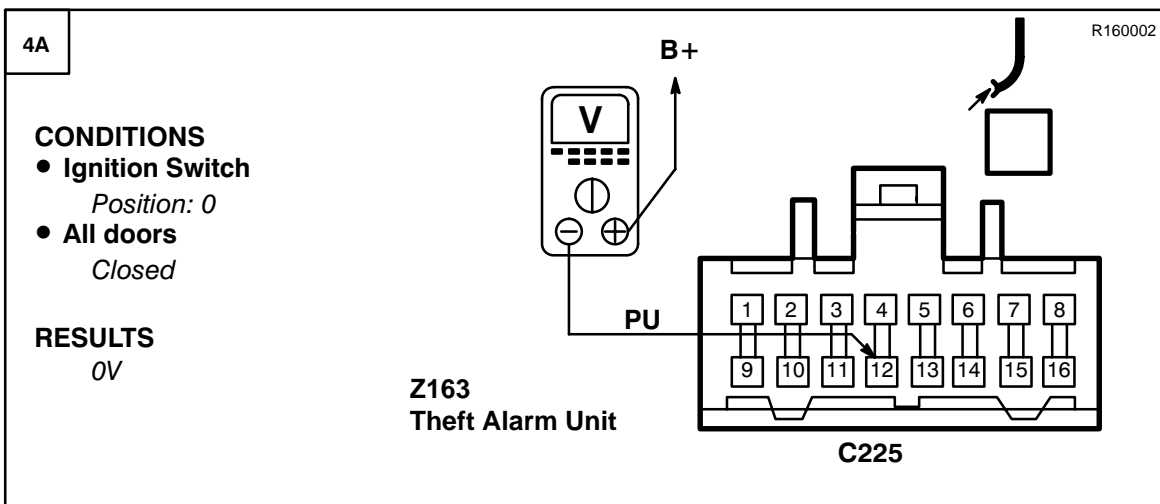 4A
R160002
B+
V
CONDITIONS
• Ignition Switch
Position: 0
• All doors
Closed
RESULTS
0V
PU
1 2 3 4 5 6 7 8
9 10 11 12 13 14 15 16
Z163
Theft Alarm Unit
C225